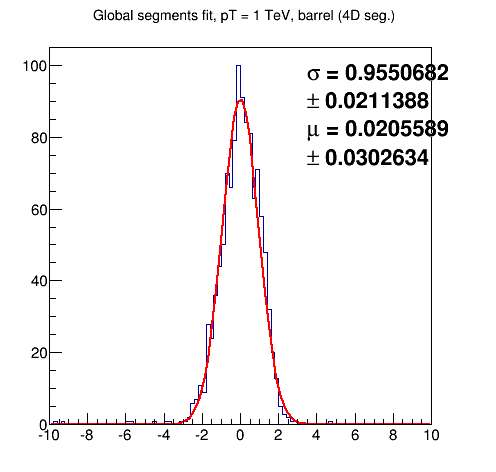 Global segments fit, pT = 1 TeV, barrel (4D seg.)
σ = 0.9550682
± 0.0211388
μ = 0.0205589
± 0.0302634
100
80
60
40
20
0
-10 -8 -6 -4 -2 0 2 4 6 8 10